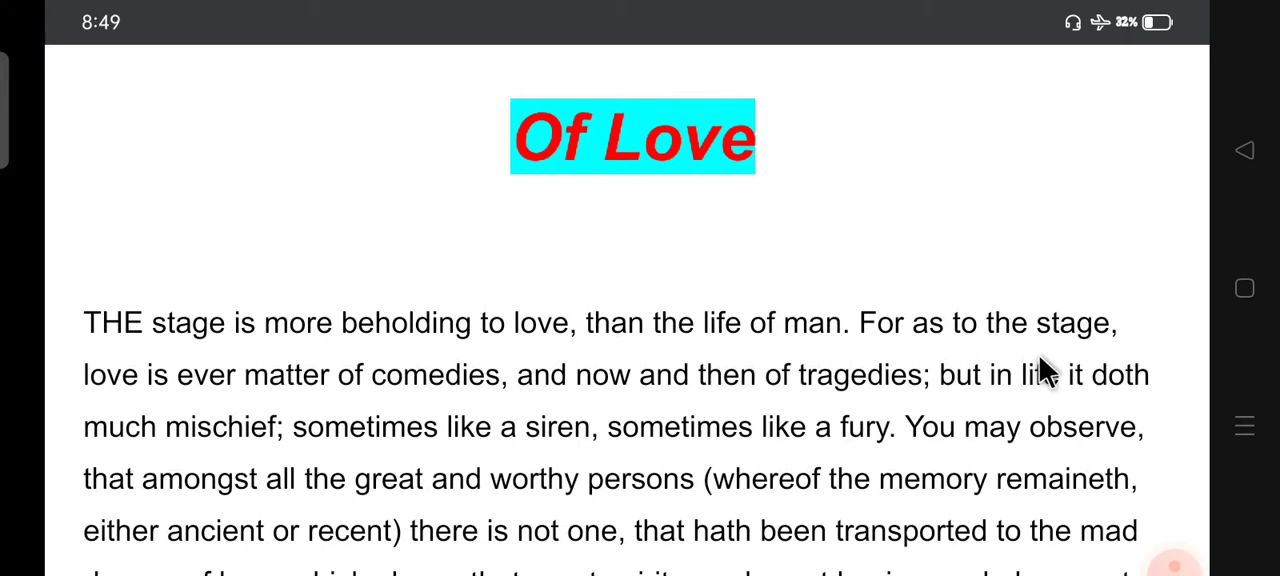 8:49
32%
Of Love
THE stage is more beholding to love, than the life of man. For as to the stage,
love is ever matter of comedies, and now and then of tragedies; but in life it doth
much mischief; sometimes like a siren, sometimes like a fury. You may observe,
that amongst all the great and worthy persons (whereof the memory remaineth,
either ancient or recent) there is not one, that hath been transported to the mad